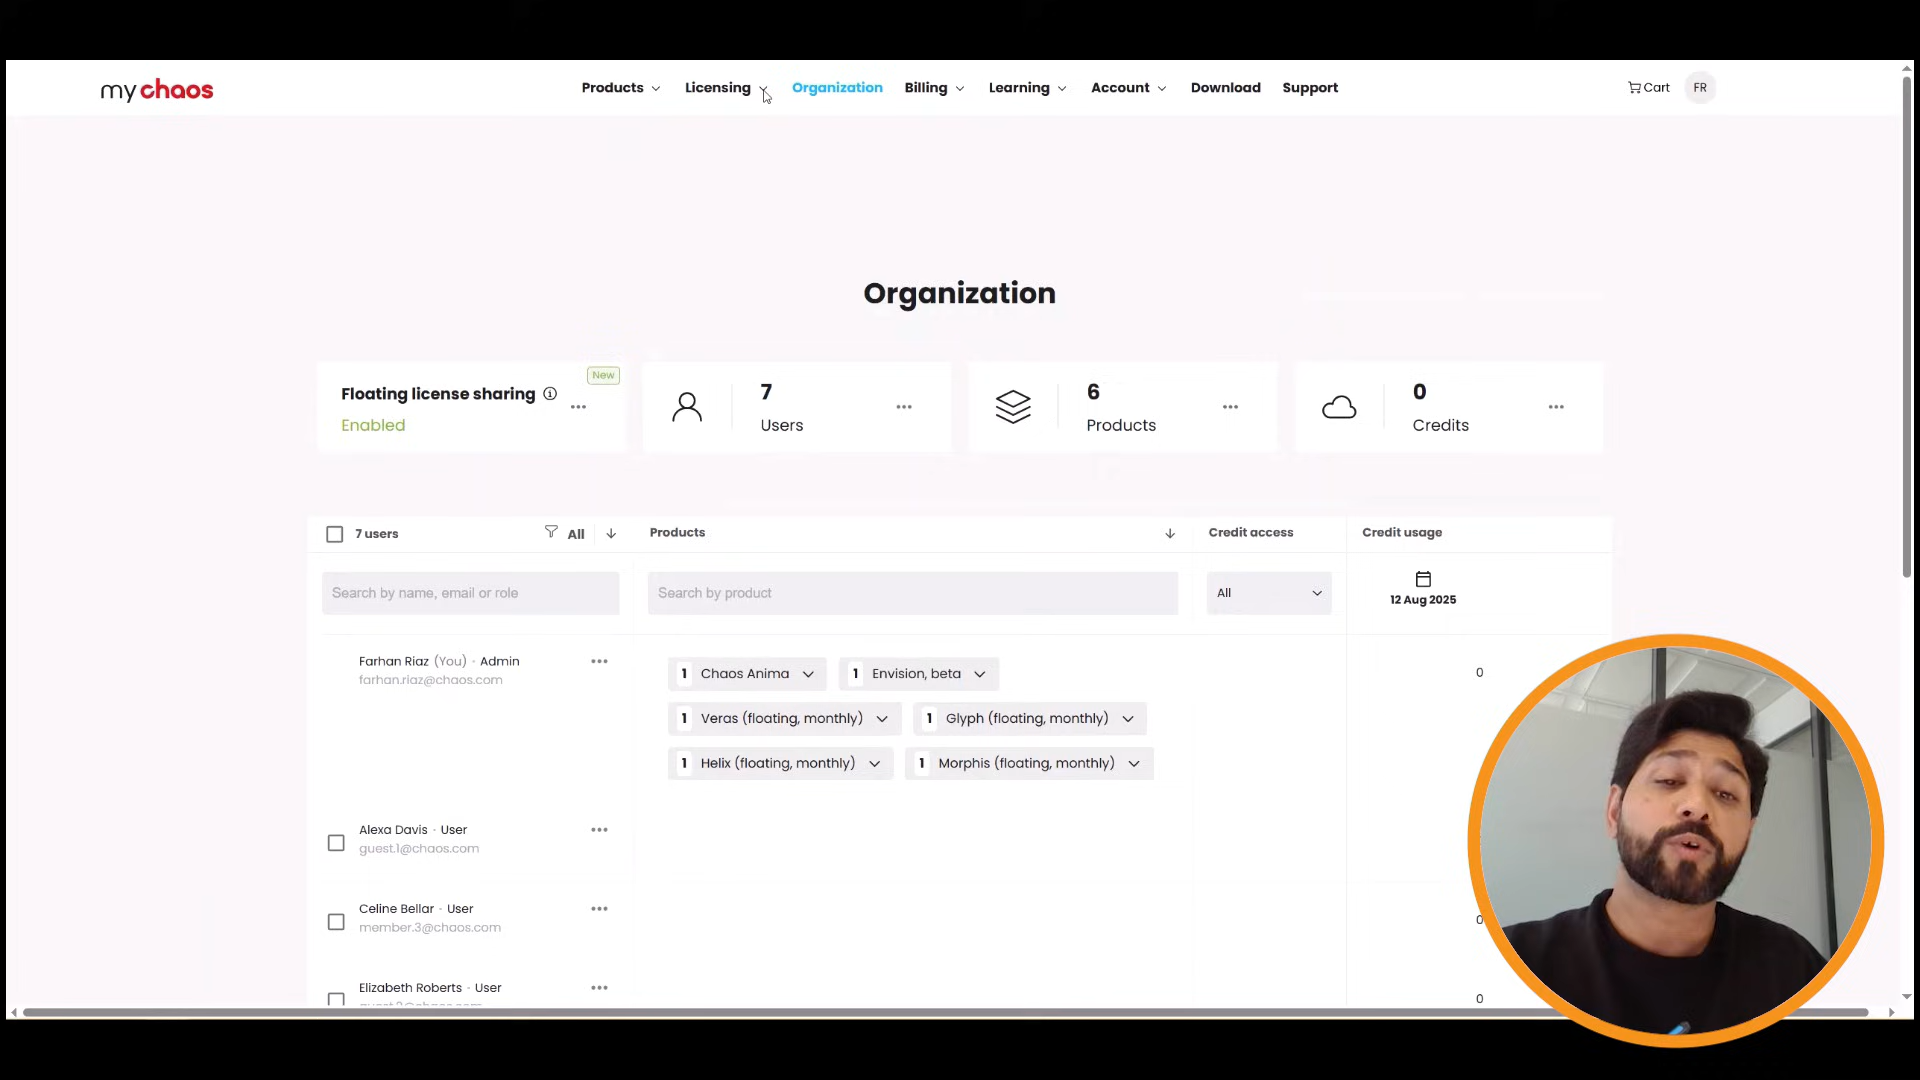 my chaos
Products
Licensing
Organization
Billing
Learning
Account
Download
Support
Cart
FR
Organization
New
Floating license sharing
Enabled
7
Users
6
Products
0
Credits
7 users
All
Products
Credit access
Credit usage
Search by name, email or role
Search by product
All
12 Aug 2025
Farhan Riaz (You) · Admin
farhan.riaz@chaos.com
1 Chaos Anima
1 Envision, beta
0
1 Veras (floating, monthly)
1 Glyph (floating, monthly)
1 Helix (floating, monthly)
1 Morphis (floating, monthly)
Alexa Davis · User
guest.1@chaos.com
Celine Bellar · User
member.3@chaos.com
0
Elizabeth Roberts · User
0